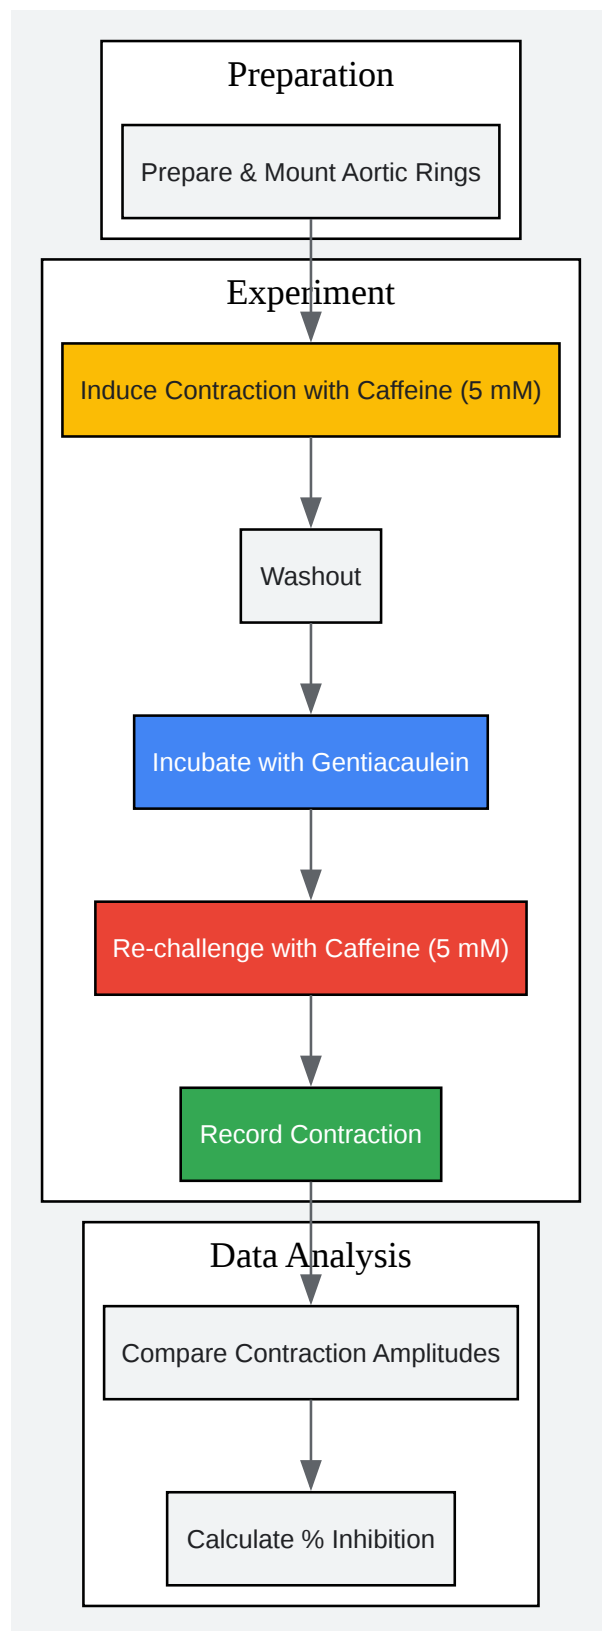 Preparation
Prepare & Mount Aortic Rings
Experiment
Induce Contraction with Caffeine (5 mM)
Washout
Incubate with Gentiacaulein
Re-challenge with Caffeine (5 mM)
Record Contraction
Data Analysis
Compare Contraction Amplitudes
Calculate % Inhibition